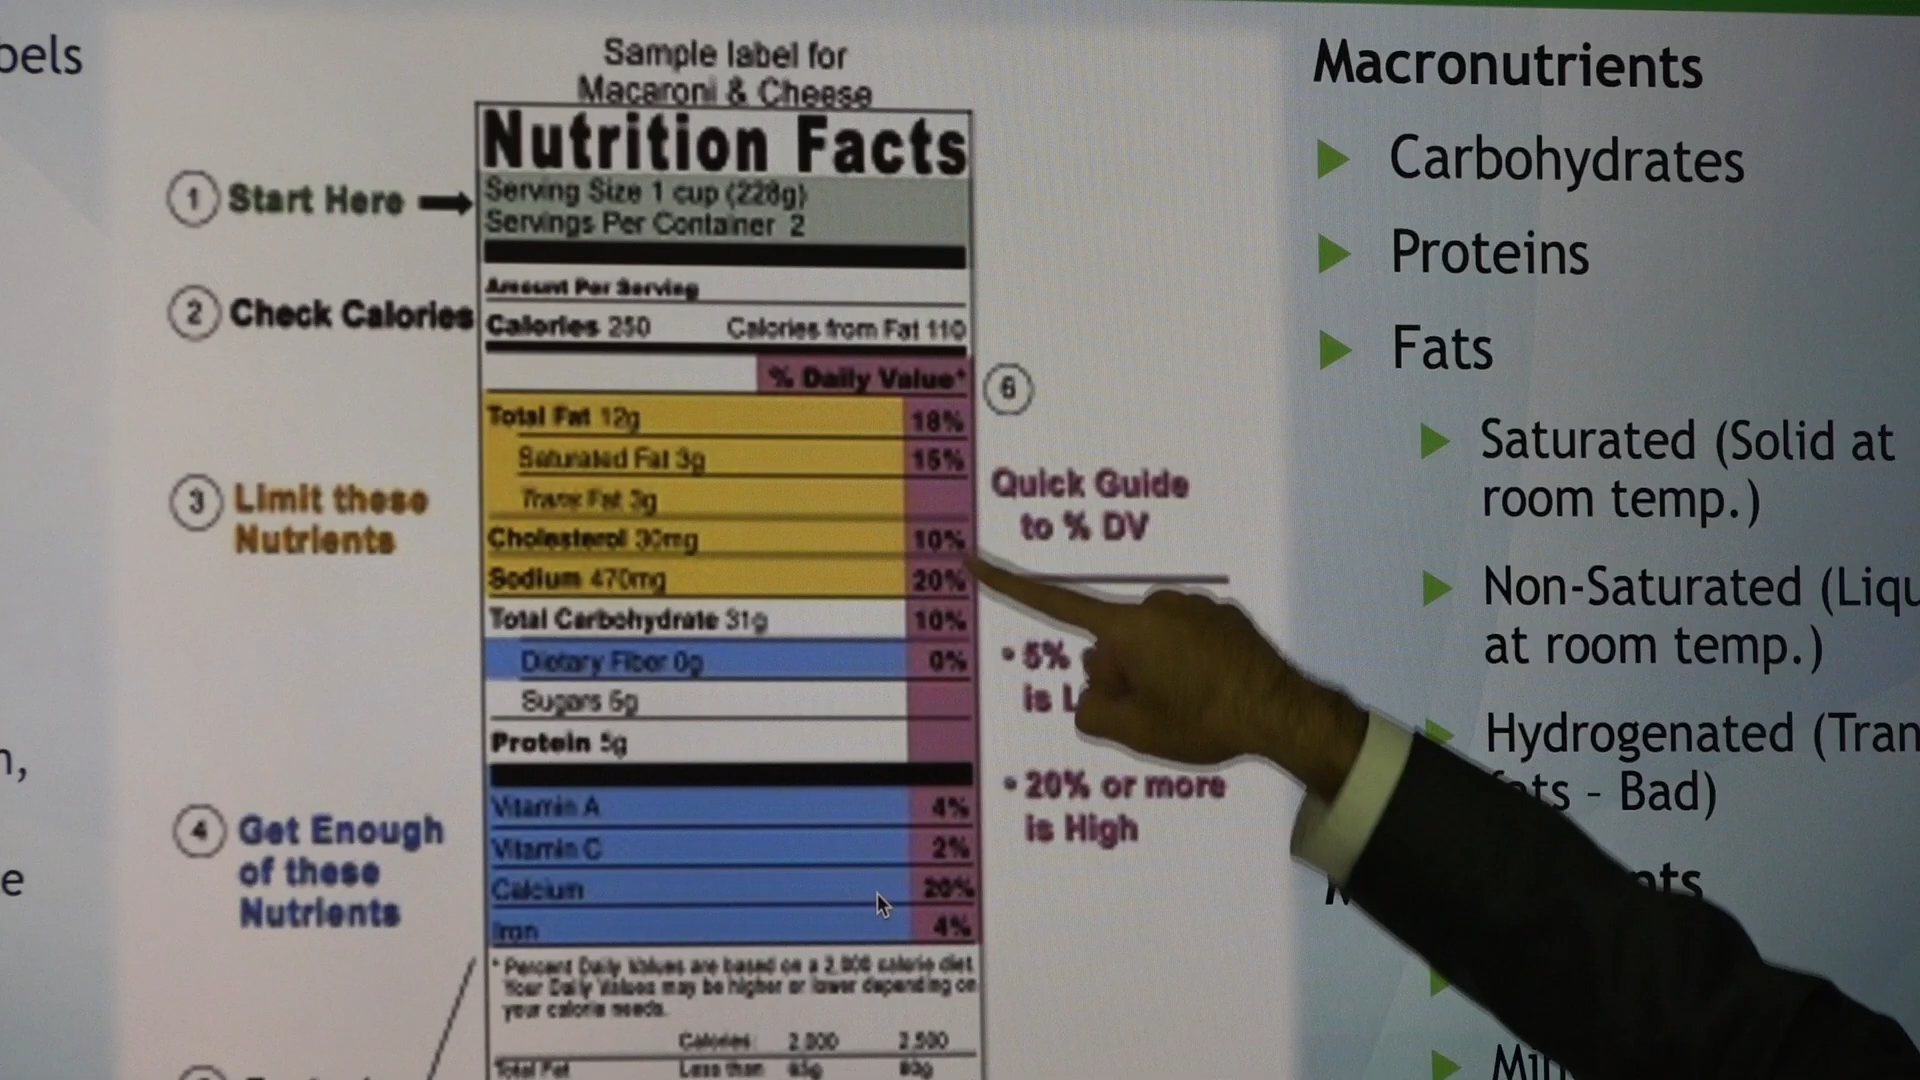 bels
Sample label for
Macaroni & Cheese
Nutrition Facts
1 Start Here
Serving Size 1 cup (228g)
Servings Per Container 2
Amount Per Serving
2 Check Calories
Calories 250 Calories from Fat 110
% Daily Value*
6
Total Fat 12g 18%
Saturated Fat 3g 15%
Trans Fat 3g
Cholesterol 30mg 10%
Sodium 470mg 20%
Total Carbohydrate 31g 10%
Dietary Fiber 0g 0%
Sugars 5g
Protein 5g
Vitamin A 4%
Vitamin C 2%
Calcium 20%
Iron 4%
3 Limit these
Nutrients
4 Get Enough
of these
Nutrients
* Percent Daily Values are based on a 2,000 calorie diet.
Your Daily Values may be higher or lower depending on
your calorie needs.
Calories: 2,000 2,500
Total Fat Less than 65g 80g
Quick Guide
to % DV
• 5%
is L
• 20% or more
is High
n,
e
Macronutrients
Carbohydrates
Proteins
Fats
Saturated (Solid at
room temp.)
Non-Saturated (Liqu
at room temp.)
Hydrogenated (Tran
ts - Bad)
nts